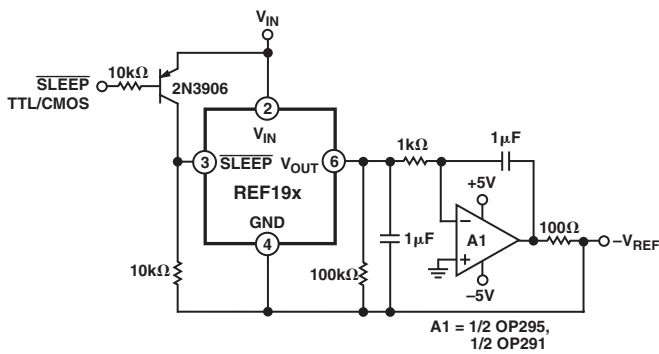 V_IN
10kΩ
SLEEP
TTL/CMOS
2N3906
2
V_IN
3
SLEEP V_OUT
6
REF19x
GND
4
10kΩ
100kΩ
1µF
1kΩ
1µF
+5V
−
A1
+
−5V
100Ω
−V_REF
A1 = 1/2 OP295,
1/2 OP291